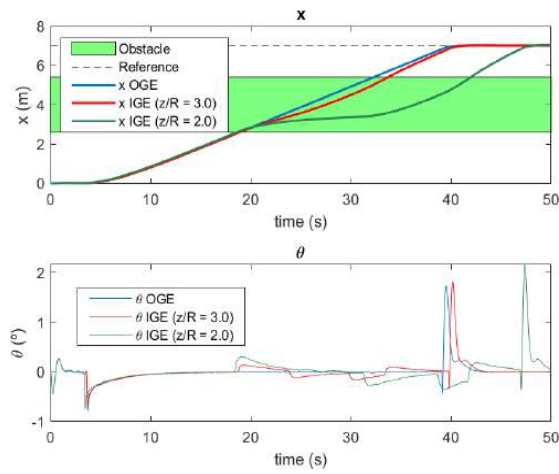 x
8
6
4
2
0
x (m)
Obstacle
Reference
x OGE
x IGE (z/R = 3.0)
x IGE (z/R = 2.0)
0 10 20 30 40 50
time (s)
θ
2
1
0
-1
θ (°)
θ OGE
θ IGE (z/R = 3.0)
θ IGE (z/R = 2.0)
0 10 20 30 40 50
time (s)